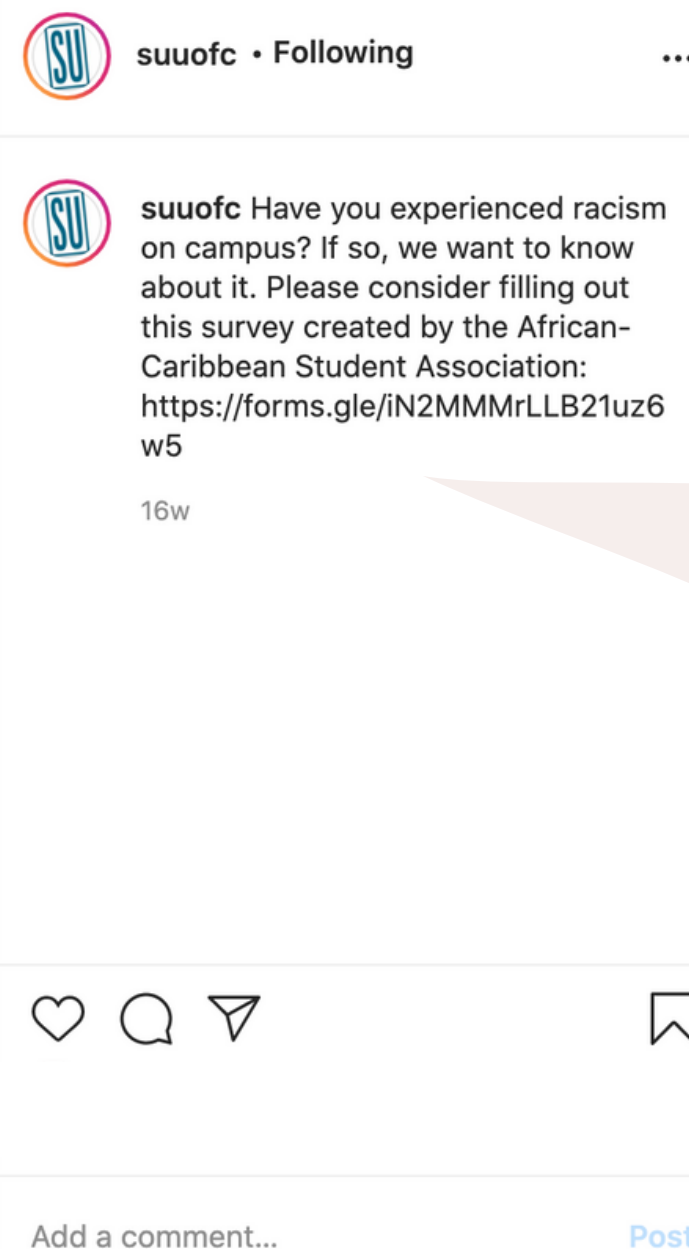 SU
suuofc • Following
SU
suuofc Have you experienced racism
on campus? If so, we want to know
about it. Please consider filling out
this survey created by the African-
Caribbean Student Association:
https://forms.gle/iN2MMMrLLB21uz6
w5
16w
Add a comment...
Post